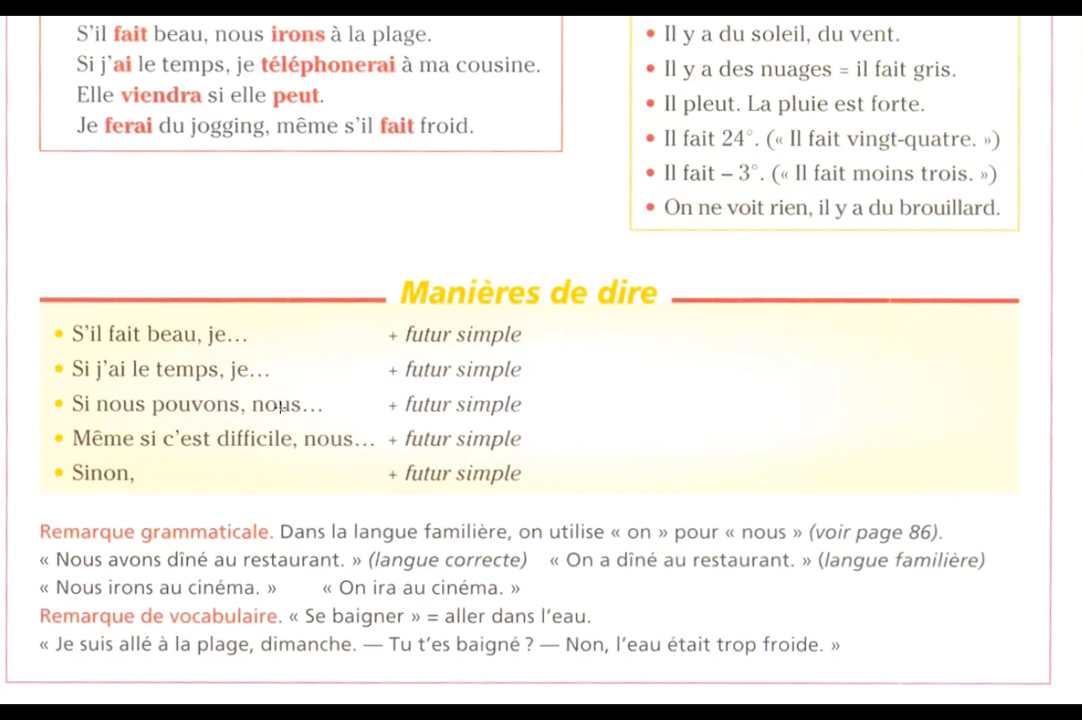 S'il fait beau, nous irons à la plage.
Si j'ai le temps, je téléphonerai à ma cousine.
Elle viendra si elle peut.
Je ferai du jogging, même s'il fait froid.
• Il y a du soleil, du vent.
• Il y a des nuages = il fait gris.
• Il pleut. La pluie est forte.
• Il fait 24°. (« Il fait vingt-quatre. »)
• Il fait – 3°. (« Il fait moins trois. »)
• On ne voit rien, il y a du brouillard.
Manières de dire
• S'il fait beau, je… + futur simple
• Si j'ai le temps, je… + futur simple
• Si nous pouvons, nous… + futur simple
• Même si c'est difficile, nous… + futur simple
• Sinon, + futur simple
Remarque grammaticale. Dans la langue familière, on utilise « on » pour « nous » (voir page 86).
« Nous avons dîné au restaurant. » (langue correcte) « On a dîné au restaurant. » (langue familière)
« Nous irons au cinéma. » « On ira au cinéma. »
Remarque de vocabulaire. « Se baigner » = aller dans l'eau.
« Je suis allé à la plage, dimanche. — Tu t'es baigné ? — Non, l'eau était trop froide. »